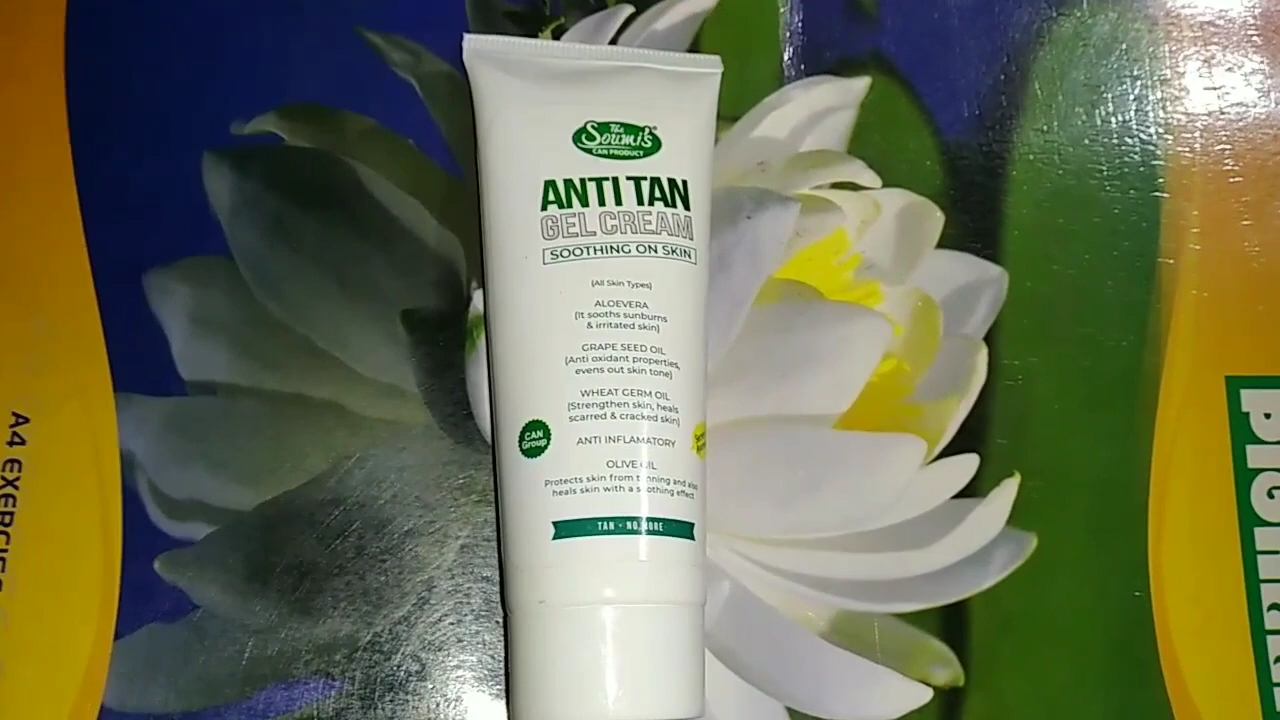 The
Soumi's
CAN PRODUCT
ANTI TAN
GEL CREAM
SOOTHING ON SKIN
(All Skin Types)
ALOEVERA
(It sooths sunburns
& irritated skin)
GRAPE SEED OIL
(Anti oxidant properties,
evens out skin tone)
WHEAT GERM OIL
(Strengthen skin, heals
scarred & cracked skin)
CAN
Group
ANTI INFLAMATORY
OLIVE OIL
Protects skin from tanning and also
heals skin with a soothing effect
TAN - NO MORE
A4 EXERCISE